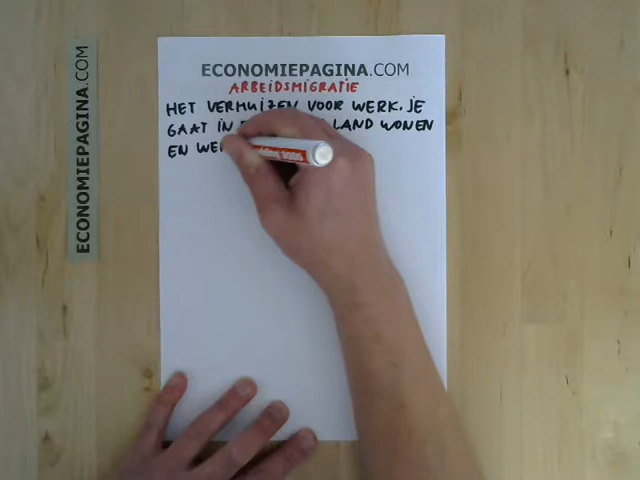 ECONOMIEPAGINA.COM
ECONOMIEPAGINA.COM
ARBEIDSMIGRATIE
HET VERHUIZEN VOOR WERK. JE
GAAT IN LAND WONEN
EN